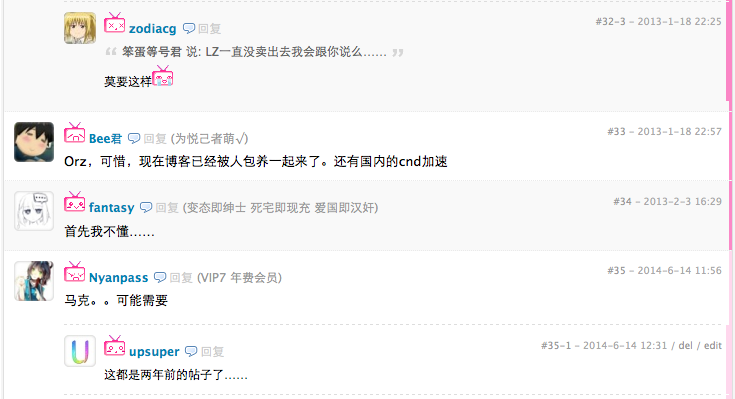 zodiacg 回复 #32-3 - 2013-1-18 22:25
“ 笨蛋等号君 说: LZ一直没卖出去我会跟你说么…… ”
莫要这样
Bee君 回复 (为悦己者萌√) #33 - 2013-1-18 22:57
Orz，可惜，现在博客已经被人包养一起来了。还有国内的cnd加速
fantasy 回复 (变态即绅士 死宅即现充 爱国即汉奸) #34 - 2013-2-3 16:29
首先我不懂……
Nyanpass 回复 (VIP7 年费会员) #35 - 2014-6-14 11:56
马克。。可能需要
upsuper 回复 #35-1 - 2014-6-14 12:31 / del / edit
这都是两年前的帖子了……